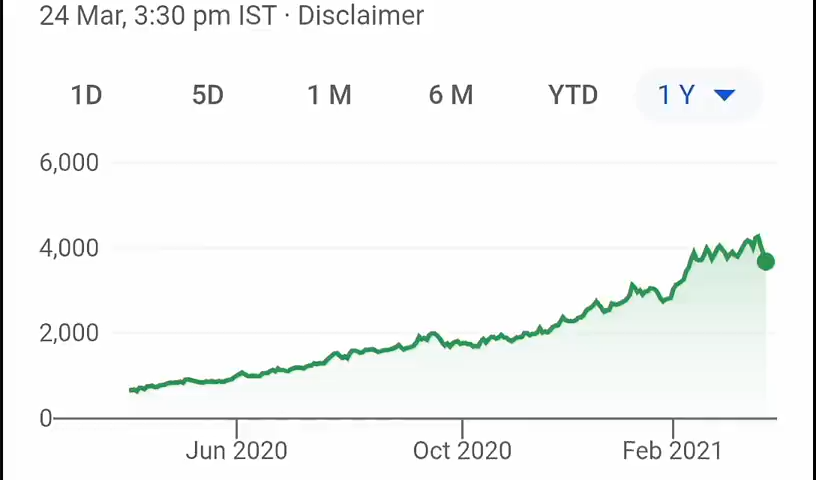 24 Mar, 3:30 pm IST · Disclaimer
1D 5D 1 M 6 M YTD 1 Y
6,000
4,000
2,000
0
Jun 2020 Oct 2020 Feb 2021